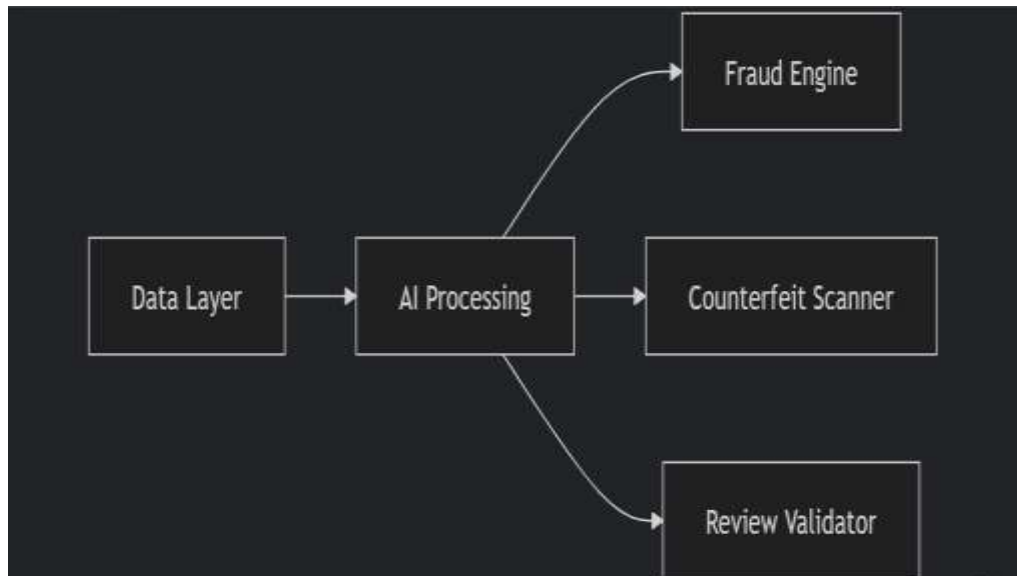 Fraud Engine
Data Layer
AI Processing
Counterfeit Scanner
Review Validator